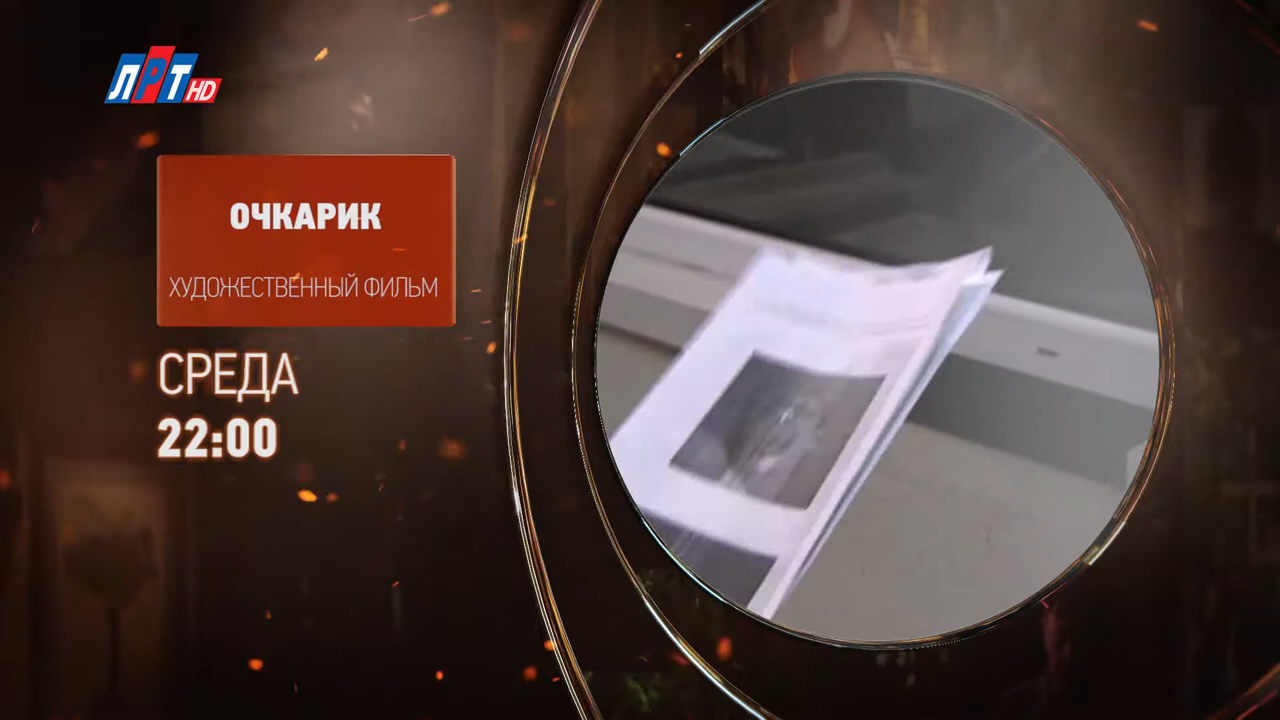 ЛРТ HD
ОЧКАРИК
ХУДОЖЕСТВЕННЫЙ ФИЛЬМ
СРЕДА
22:00